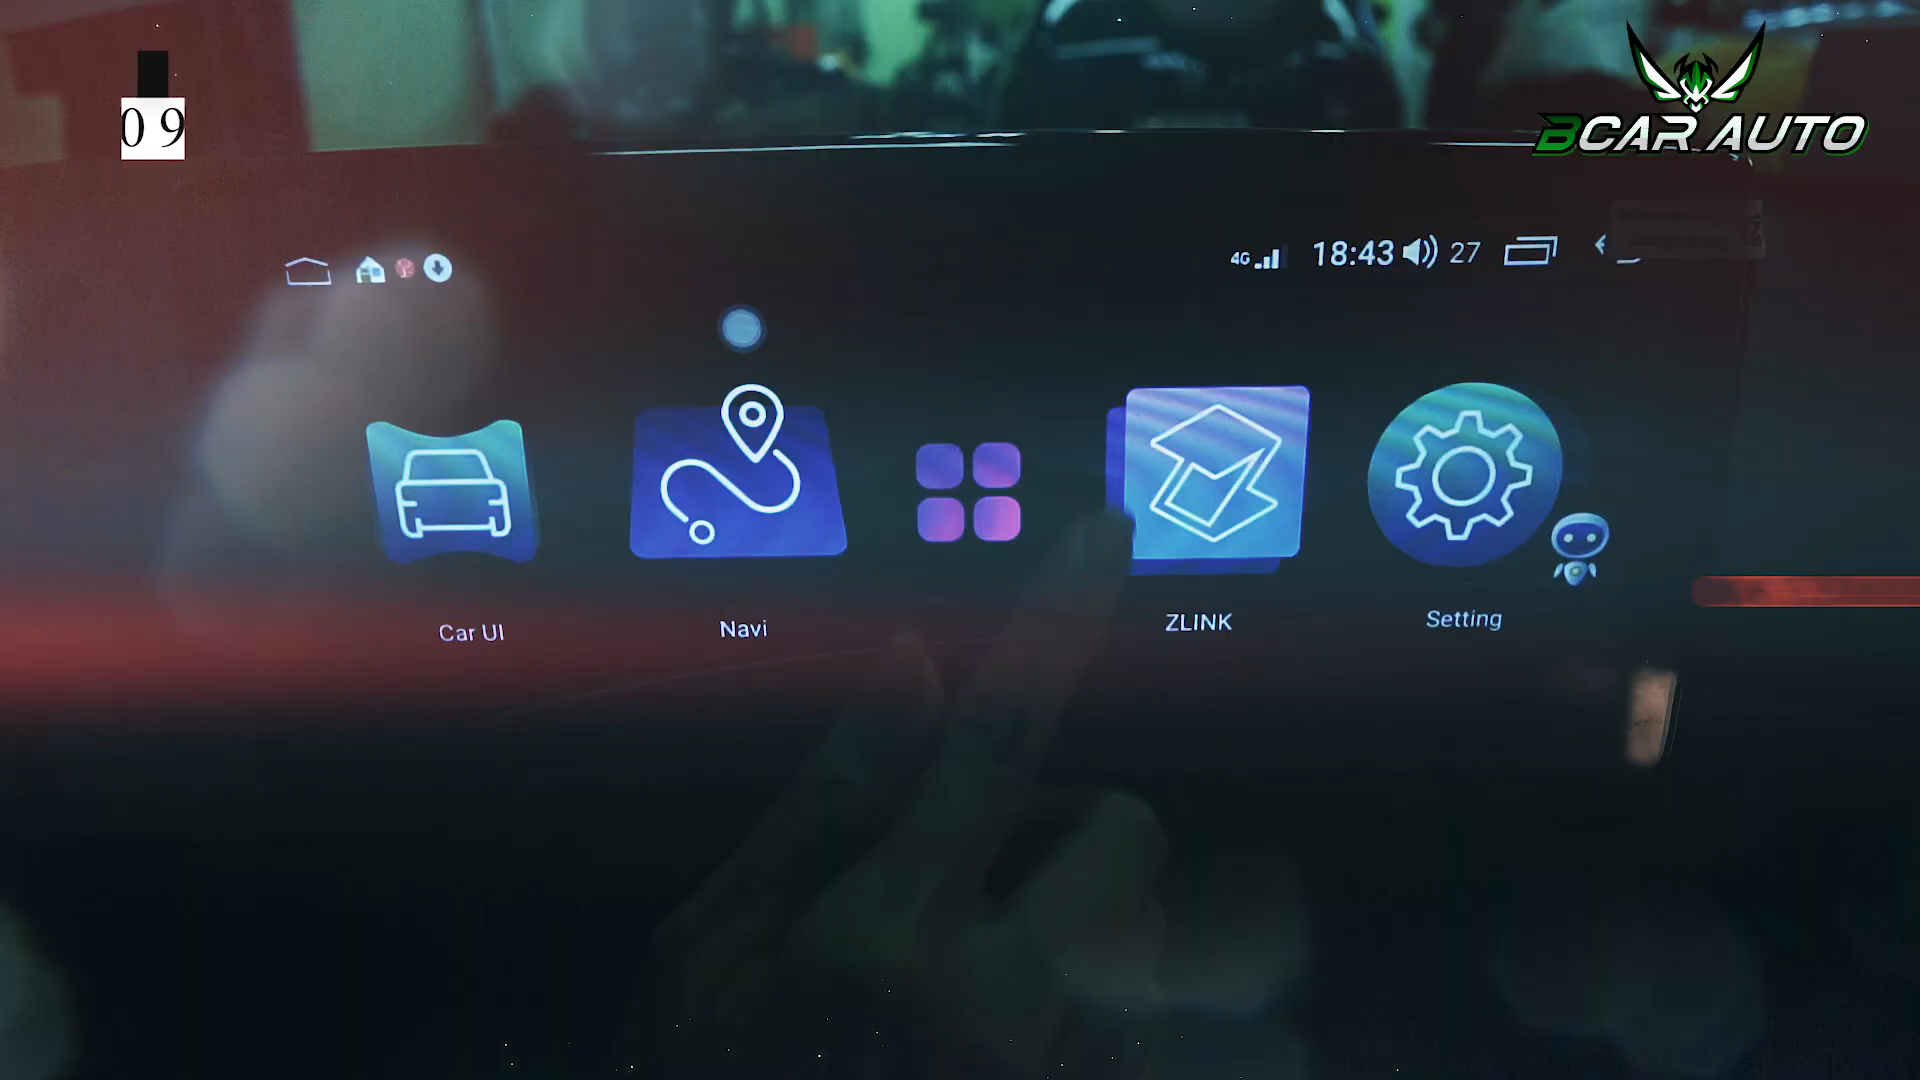 09
BCAR AUTO
4G 18:43 27
Car UI
Navi
ZLINK
Setting